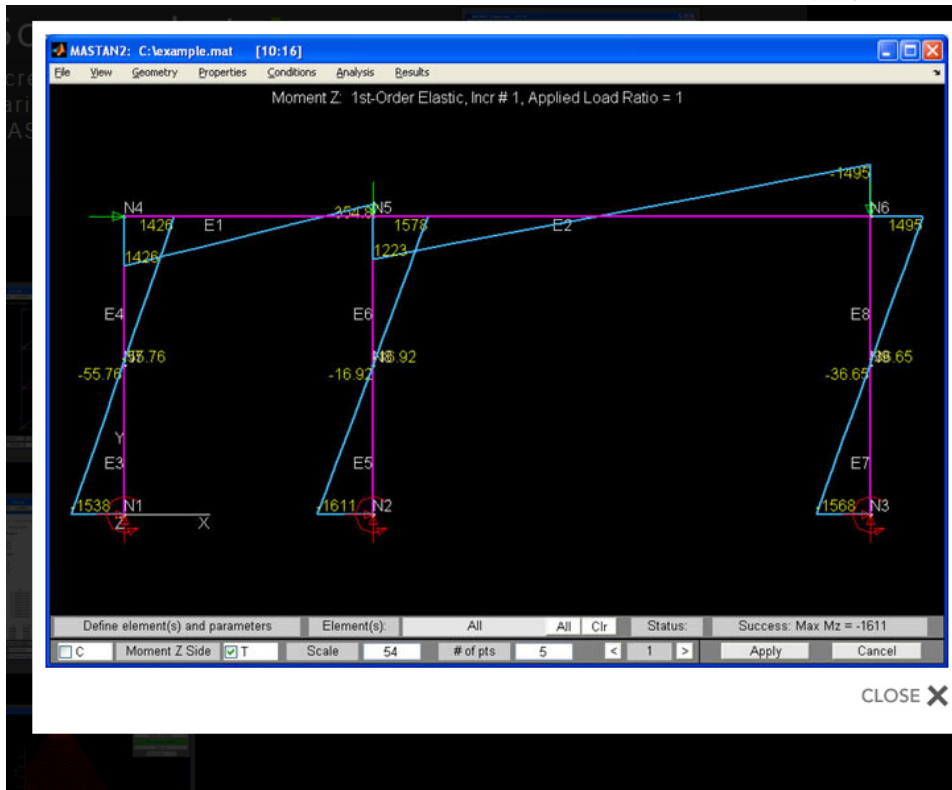 MASTAN2: C:\example.mat [10:16]
File View Geometry Properties Conditions Analysis Results
Moment Z: 1st-Order Elastic, Incr # 1, Applied Load Ratio = 1
-1495
N4 -354.8 N5 N6
1426 E1 1578 E2 1495
1426 1223
E4 E6 E8
-55.76 -16.92 -36.65
Y
E3 E5 E7
-1538 N1 -1611 N2 -1568 N3
Z X
Define element(s) and parameters Element(s): All All Clr Status: Success: Max Mz = -1611
C Moment Z Side T Scale 54 # of pts 5 < 1 > Apply Cancel
CLOSE